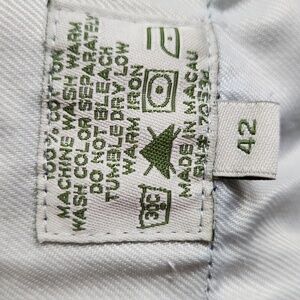 100% COTTON
MACHINE WASH WARM
WASH COLOR SEPARATELY
DO NOT BLEACH
TUMBLE DRY LOW
WARM IRON
30C
MADE IN MACAU
RN#
42